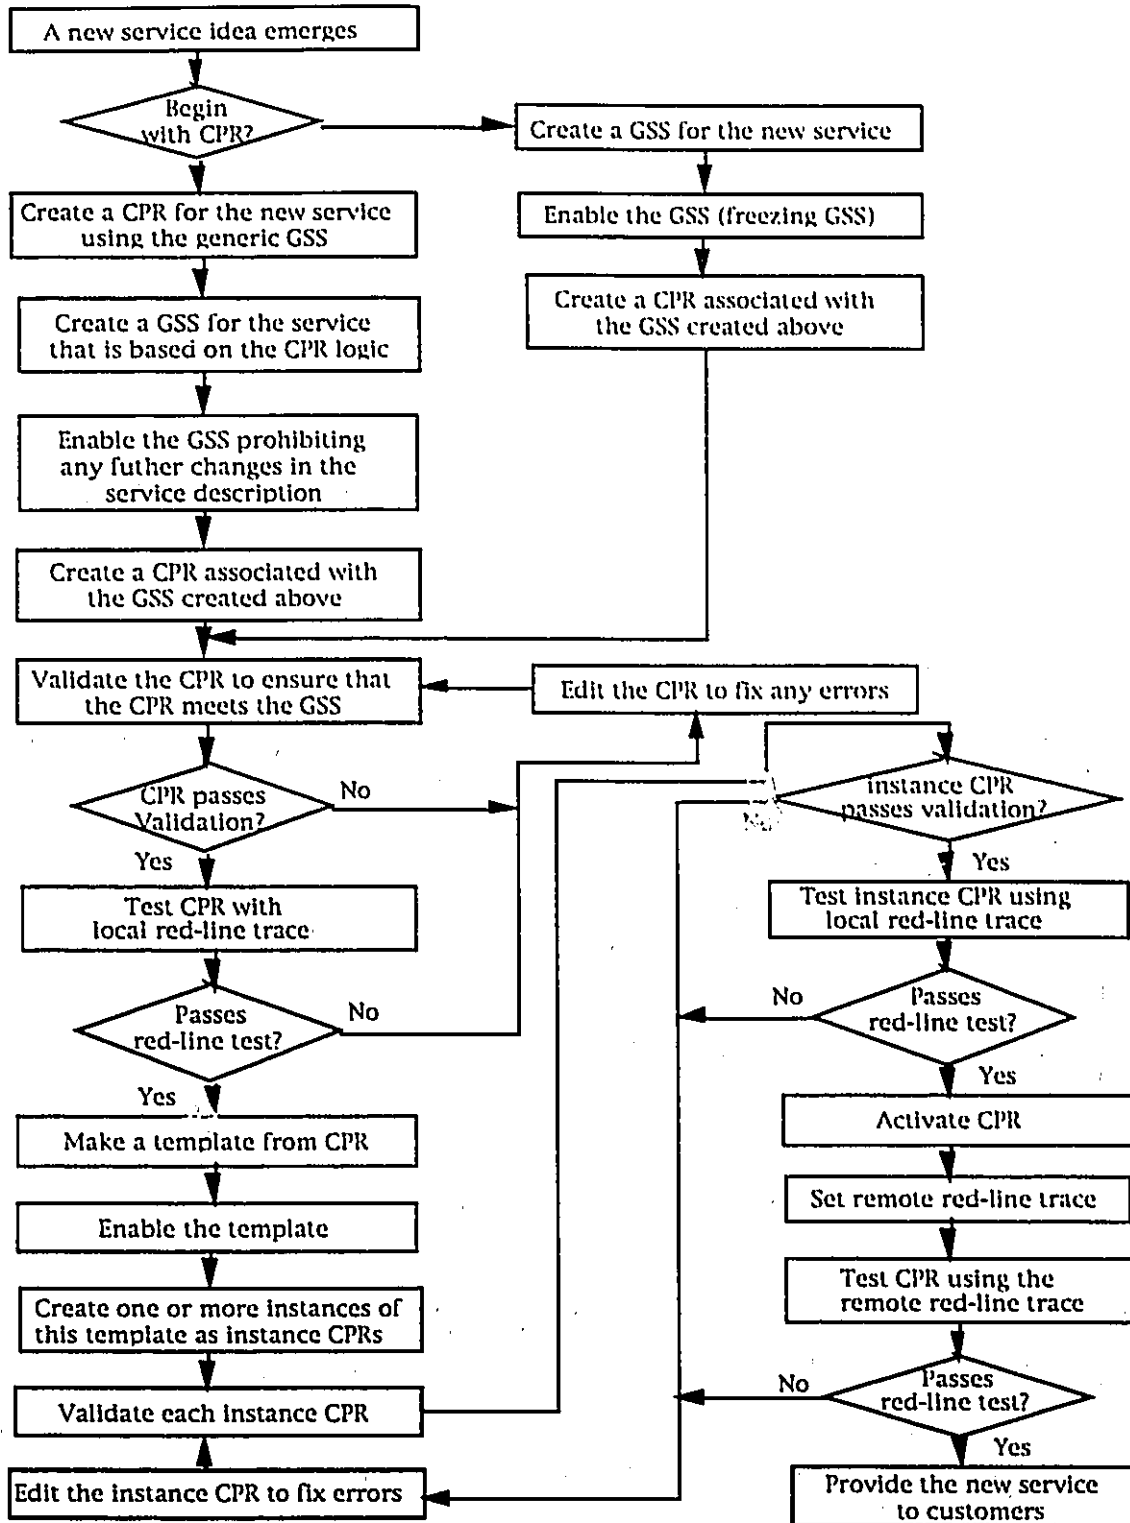 A new service idea emerges
Begin
with CPR?
Create a GSS for the new service
Create a CPR for the new service
using the generic GSS
Enable the GSS (freezing GSS)
Create a GSS for the service
that is based on the CPR logic
Create a CPR associated with
the GSS created above
Enable the GSS prohibiting
any futher changes in the
service description
Create a CPR associated with
the GSS created above
Validate the CPR to ensure that
the CPR meets the GSS
Edit the CPR to fix any errors
CPR passes
Validation?
No
Yes
instance CPR
passes validation?
No
Yes
Test CPR with
local red-line trace
Test instance CPR using
local red-line trace
Passes
red-line test?
No
Yes
No
Passes
red-line test?
Yes
Make a template from CPR
Activate CPR
Enable the template
Set remote red-line trace
Create one or more instances of
this template as instance CPRs
Test CPR using the
remote red-line trace
Validate each instance CPR
No
Passes
red-line test?
Yes
Edit the instance CPR to fix errors
Provide the new service
to customers